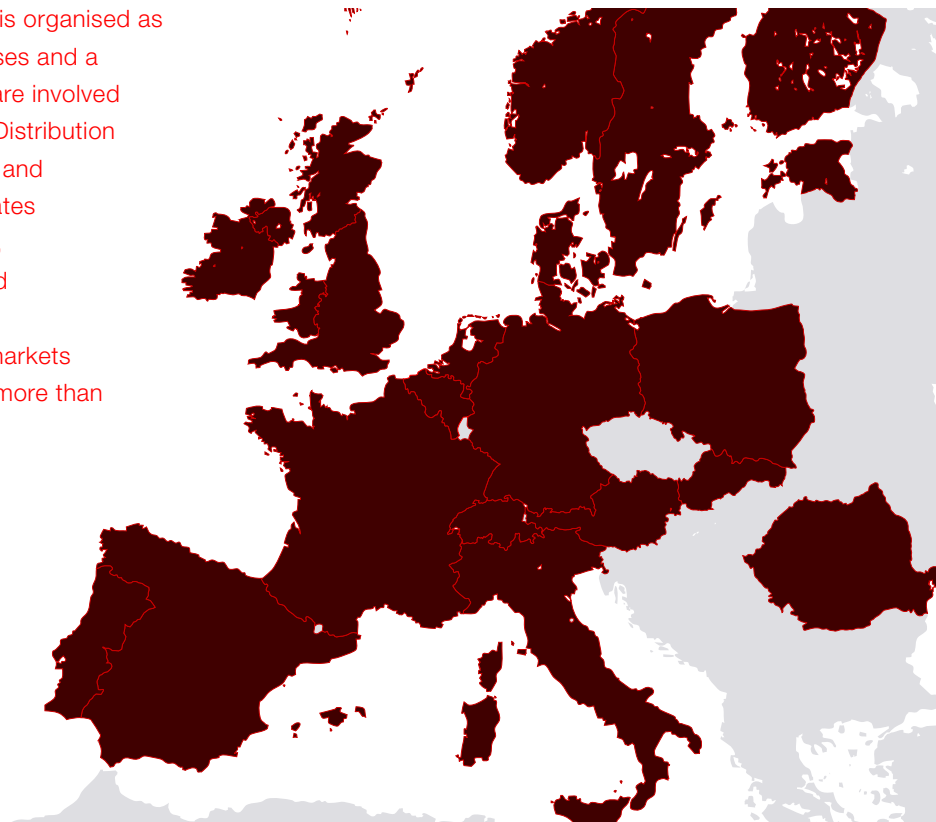 is organised as
ses and a
are involved
Distribution
and
ates
d
markets
more than